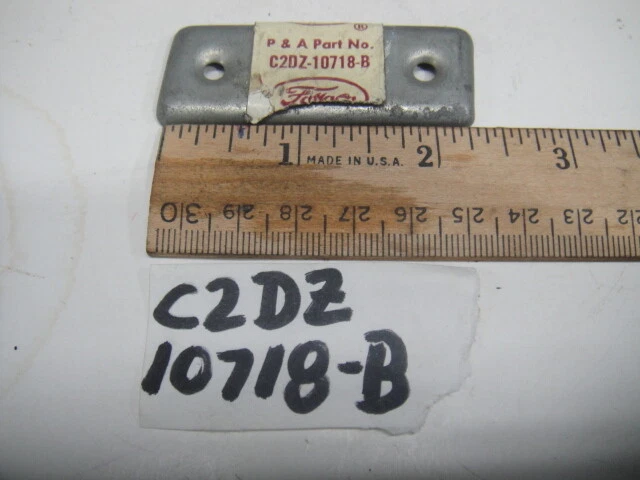 ®
P & A Part No.
C2DZ-10718-B
1 MADE IN U.S.A. 2 3
30 29 28 27 26 25 24 23 22
C2DZ
10718-B